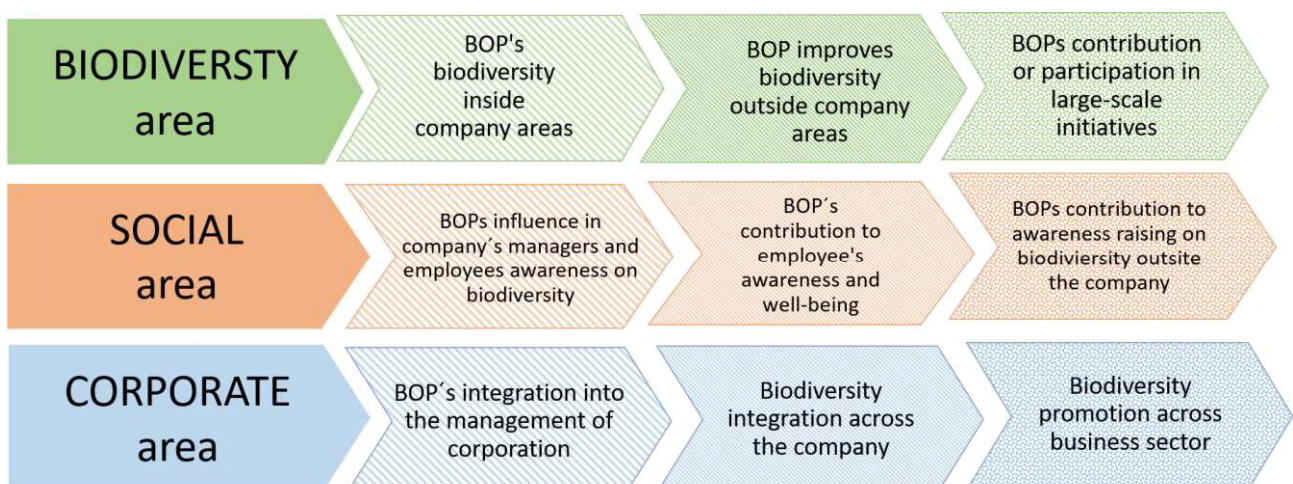 BIODIVERSTY
area
BOP's
biodiversity
inside
company areas
BOP improves
biodiversity
outside company
areas
BOPs contribution
or participation in
large-scale
initiatives
SOCIAL
area
BOPs influence in
company´s managers and
employees awareness on
biodiversity
BOP´s
contribution to
employee's
awareness and
well-being
BOPs contribution to
awareness raising on
biodiviersity outsite
the company
CORPORATE
area
BOP´s integration into
the management of
corporation
Biodiversity
integration across
the company
Biodiversity
promotion across
business sector